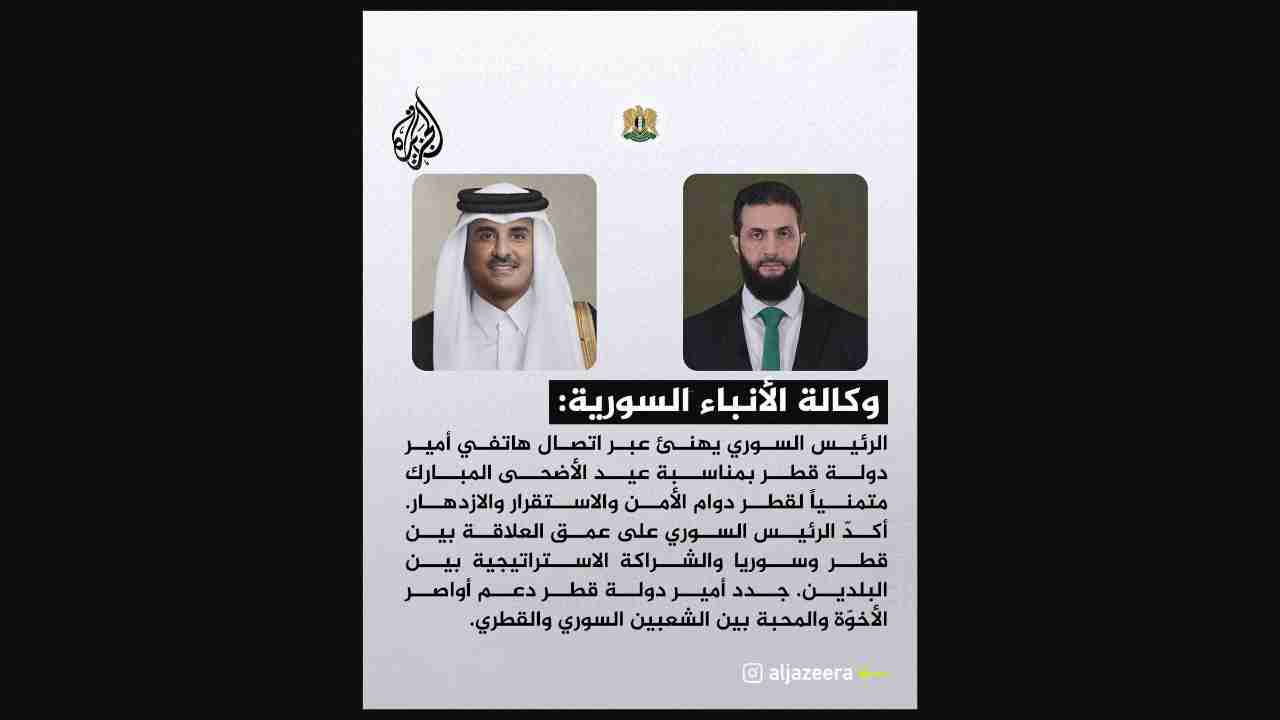 الجزيرة
وكالة الأنباء السورية:
الرئيس السوري يهنئ عبر اتصال هاتفي أمير
دولة قطر بمناسبة عيد الأضحى المبارك
متمنياً لقطر دوام الأمن والاستقرار والازدهار.
أكدّ الرئيس السوري على عمق العلاقة بين
قطر وسوريا والشراكة الاستراتيجية بين
البلدين. جدد أمير دولة قطر دعم أواصر
الأخوّة والمحبة بين الشعبين السوري والقطري.
aljazeera